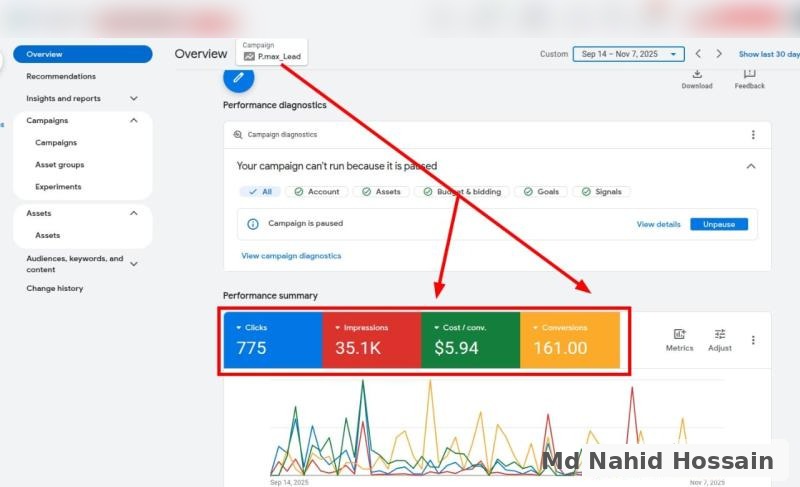 Overview
Recommendations
Insights and reports
Campaigns
Campaigns
Asset groups
Experiments
Assets
Assets
Audiences, keywords, and
content
Change history
Overview
Campaign
P.max_Lead
Custom
Sep 14 – Nov 7, 2025
Show last 30 day
Download
Feedback
Performance diagnostics
Campaign diagnostics
Your campaign can't run because it is paused
All
Account
Assets
Budget & bidding
Goals
Signals
Campaign is paused
View details
Unpause
View campaign diagnostics
Performance summary
Clicks
775
Impressions
35.1K
Cost / conv.
$5.94
Conversions
161.00
Metrics
Adjust
Sep 14, 2025
Md Nahid Hossain